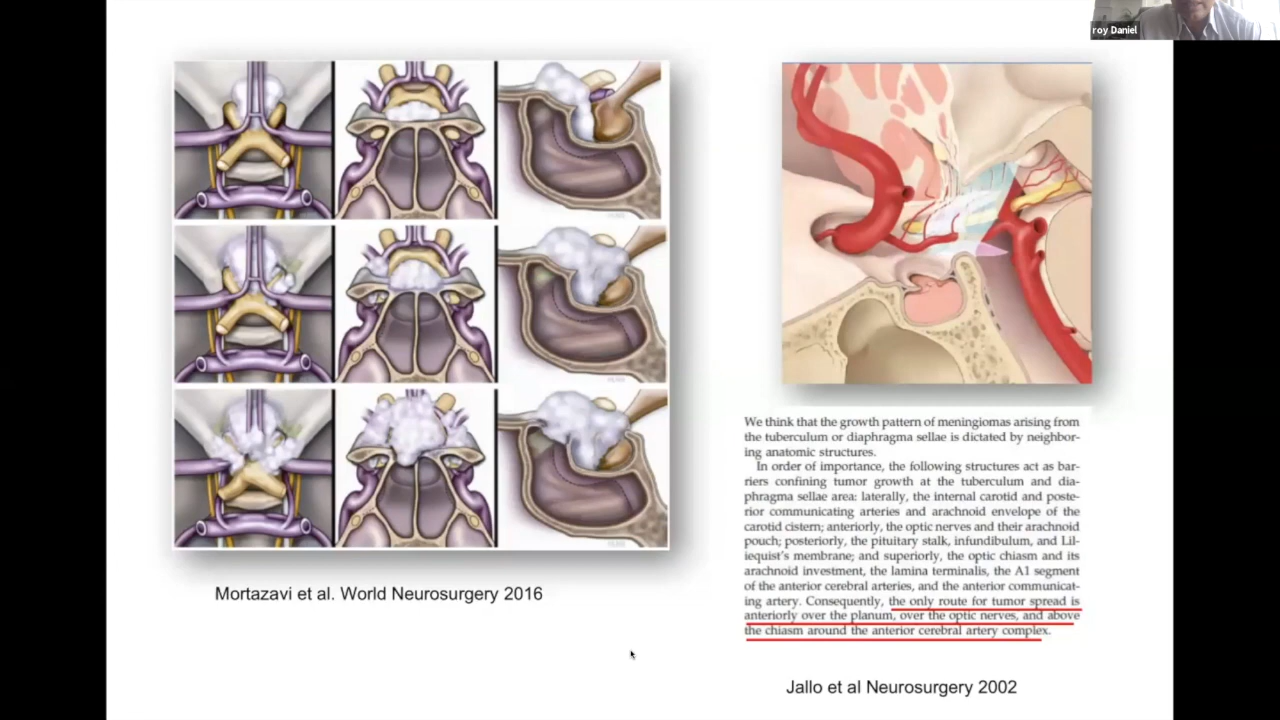 roy Daniel
Mortazavi et al. World Neurosurgery 2016
We think that the growth pattern of meningiomas arising from
the tuberculum or diaphragma sellae is dictated by neighbor-
ing anatomic structures.
In order of importance, the following structures act as bar-
riers confining tumor growth at the tuberculum and dia-
phragma sellae area: laterally, the internal carotid and poste-
rior communicating arteries and arachnoid envelope of the
carotid cistern; anteriorly, the optic nerves and their arachnoid
pouch; posteriorly, the pituitary stalk, infundibulum, and Lil-
iequist's membrane; and superiorly, the optic chiasm and its
arachnoid investment, the lamina terminalis, the A1 segment
of the anterior cerebral arteries, and the anterior communicat-
ing artery. Consequently, the only route for tumor spread is
anteriorly over the planum, over the optic nerves, and above
the chiasm around the anterior cerebral artery complex.
Jallo et al Neurosurgery 2002